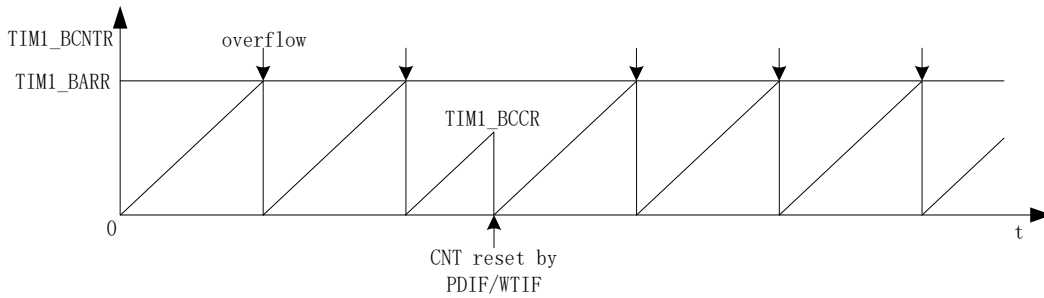 TIM1_BCNTR
overflow
TIM1_BARR
TIM1_BCCR
0
t
CNT reset by
PDIF/WTIF